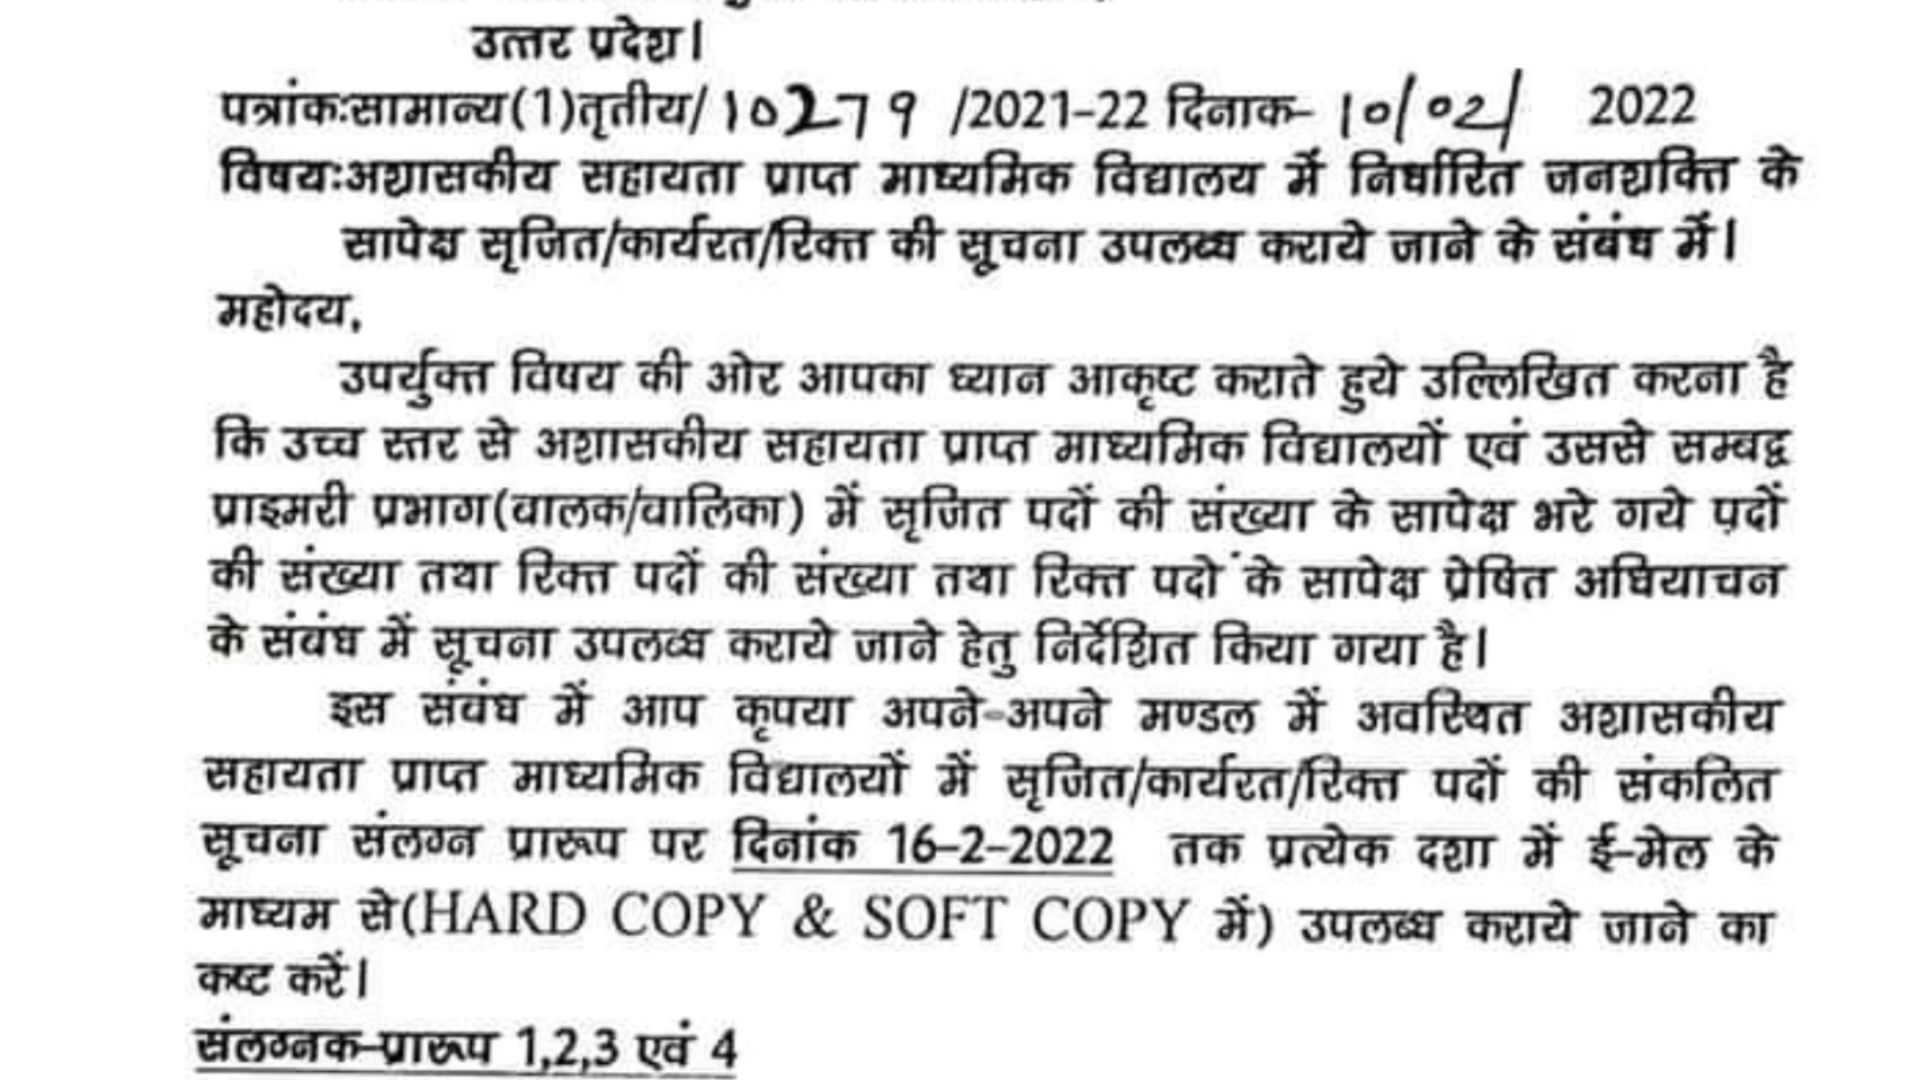 उत्तर प्रदेश।
पत्रांकःसामान्य(1)तृतीय/10279 /2021-22 दिनाक- 10/02/ 2022
विषयःअशासकीय सहायता प्राप्त माध्यमिक विद्यालय में निर्धारित जनशक्ति के
सापेक्ष सृजित/कार्यरत/रिक्त की सूचना उपलब्ध कराये जाने के संबंध में।
महोदय,
उपर्युक्त विषय की ओर आपका ध्यान आकृष्ट कराते हुये उल्लिखित करना है
कि उच्च स्तर से अशासकीय सहायता प्राप्त माध्यमिक विद्यालयों एवं उससे सम्बद्व
प्राइमरी प्रभाग(बालक/बालिका) में सृजित पदों की संख्या के सापेक्ष भरे गये पदों
की संख्या तथा रिक्त पदों की संख्या तथा रिक्त पदों के सापेक्ष प्रेषित अधियाचन
के संबंध में सूचना उपलब्ध कराये जाने हेतु निर्देशित किया गया है।
इस संबंध में आप कृपया अपने-अपने मण्डल में अवस्थित अशासकीय
सहायता प्राप्त माध्यमिक विद्यालयों में सृजित/कार्यरत/रिक्त पदों की संकलित
सूचना संलग्न प्रारूप पर दिनांक 16-2-2022 तक प्रत्येक दशा में ई-मेल के
माध्यम से(HARD COPY & SOFT COPY में) उपलब्ध कराये जाने का
कष्ट करें।
संलग्नक-प्रारूप 1,2,3 एवं 4